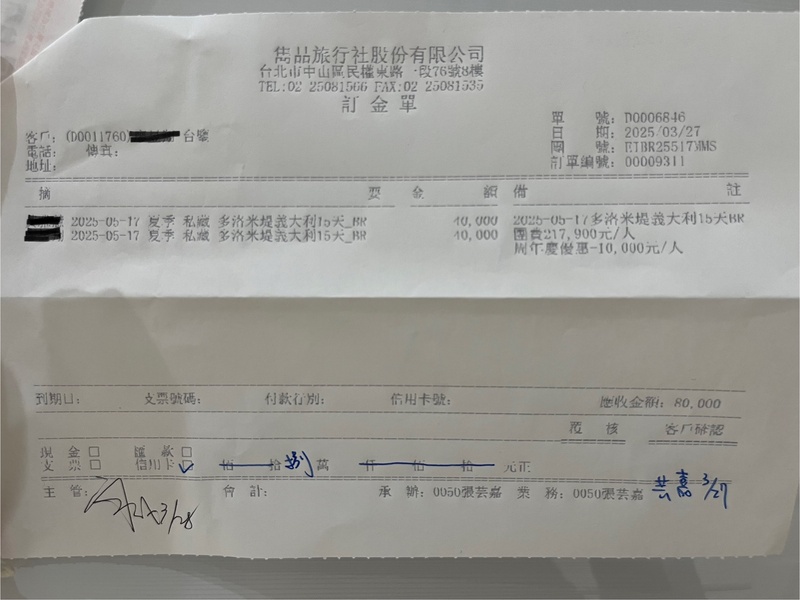 雋品旅行社股份有限公司
台北市中山區民權東路一段76號8樓
TEL:02 25081566 FAX:02 25081535
訂金單
單 號: D0006846
客戶: (D0011760) 台廳 日 期: 2025/03/27
電話: 傳真: 團 號: EIBR25517MMS
地址: 訂單編號: 00009311
摘 要 金 額 備 註
2025-05-17 夏季 私藏 多洛米堤義大利15天_BR 40,000 2025-05-17多洛米堤義大利15天BR
2025-05-17 夏季 私藏 多洛米堤義大利15天_BR 40,000 團費217,900元/人
周年慶優惠-10,000元/人
到期日: 支票號碼: 付款行別: 信用卡號: 應收金額: 80,000
覆 核 客戶確認
現 金 □ 匯 款 □
支 票 □ 信用卡 ☑ 佰 拾 捌 萬 仟 佰 拾 元正
主 管: 3/28 會 計: 承 辦: 0050張芸嘉 業 務: 0050張芸嘉 芸嘉 3/27